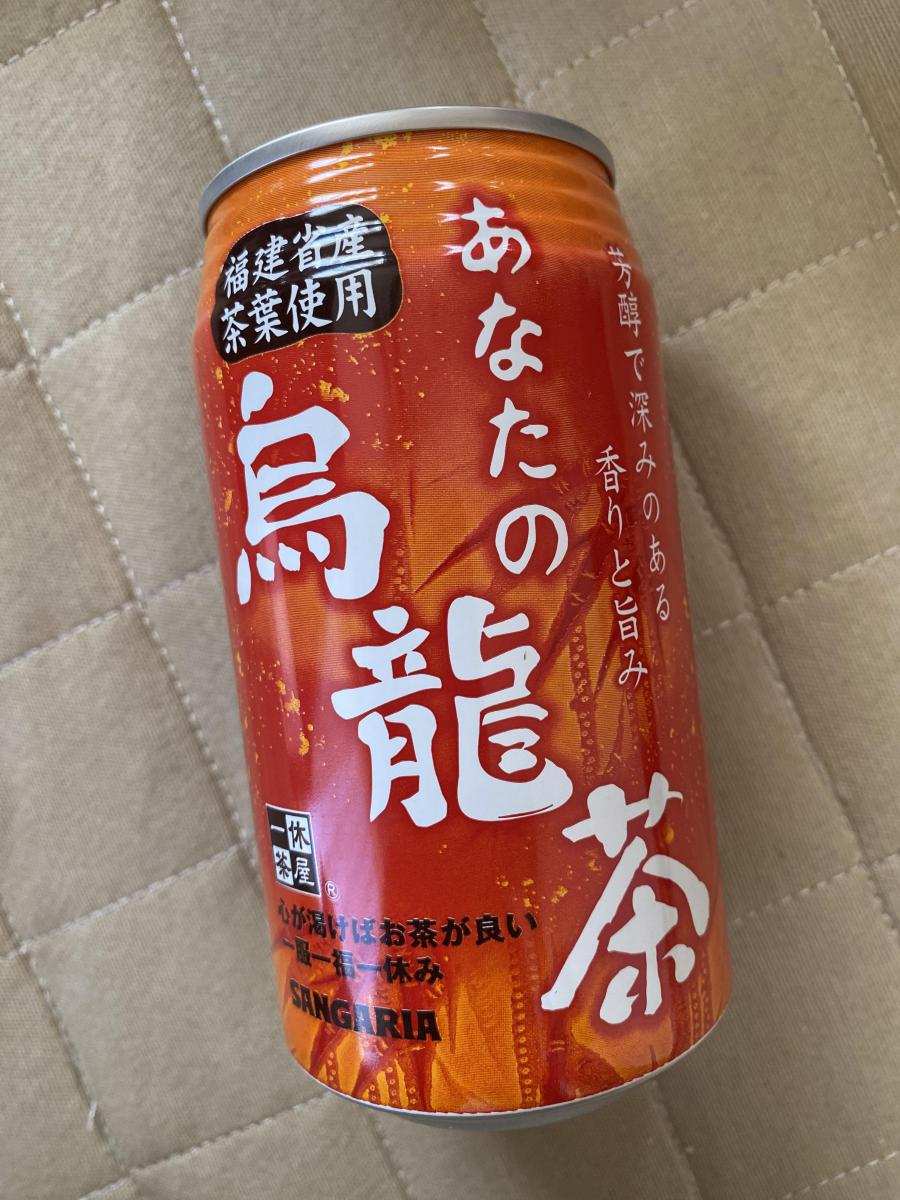 福建省産
茶葉使用
あなたの
烏龍茶
芳醇で深みのある
香りと旨み
一休
茶屋
®
心が渇けばお茶が良い
一服一福一休み
SANGARIA